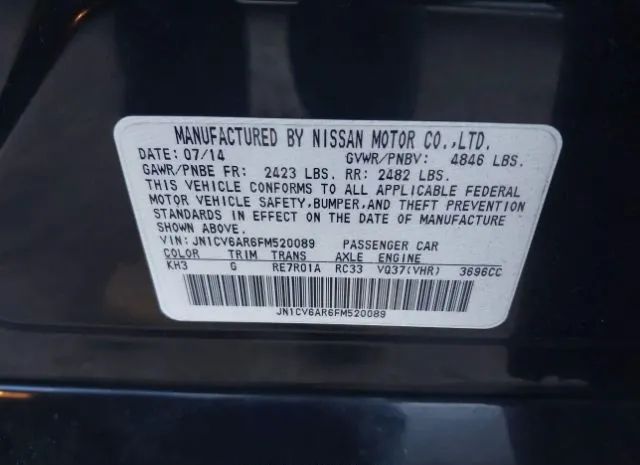 MANUFACTURED BY NISSAN MOTOR CO.,LTD.
DATE: 07/14 GVWR/PNBV: 4846 LBS.
GAWR/PNBE FR: 2423 LBS. RR: 2482 LBS.
THIS VEHICLE CONFORMS TO ALL APPLICABLE FEDERAL
MOTOR VEHICLE SAFETY, BUMPER, AND THEFT PREVENTION
STANDARDS IN EFFECT ON THE DATE OF MANUFACTURE
SHOWN ABOVE.
VIN: JN1CV6AR6FM520089 PASSENGER CAR
COLOR TRIM TRANS AXLE ENGINE
KH3 G RE7R01A RC33 VQ37(VHR) 3696CC
JN1CV6AR6FM520089